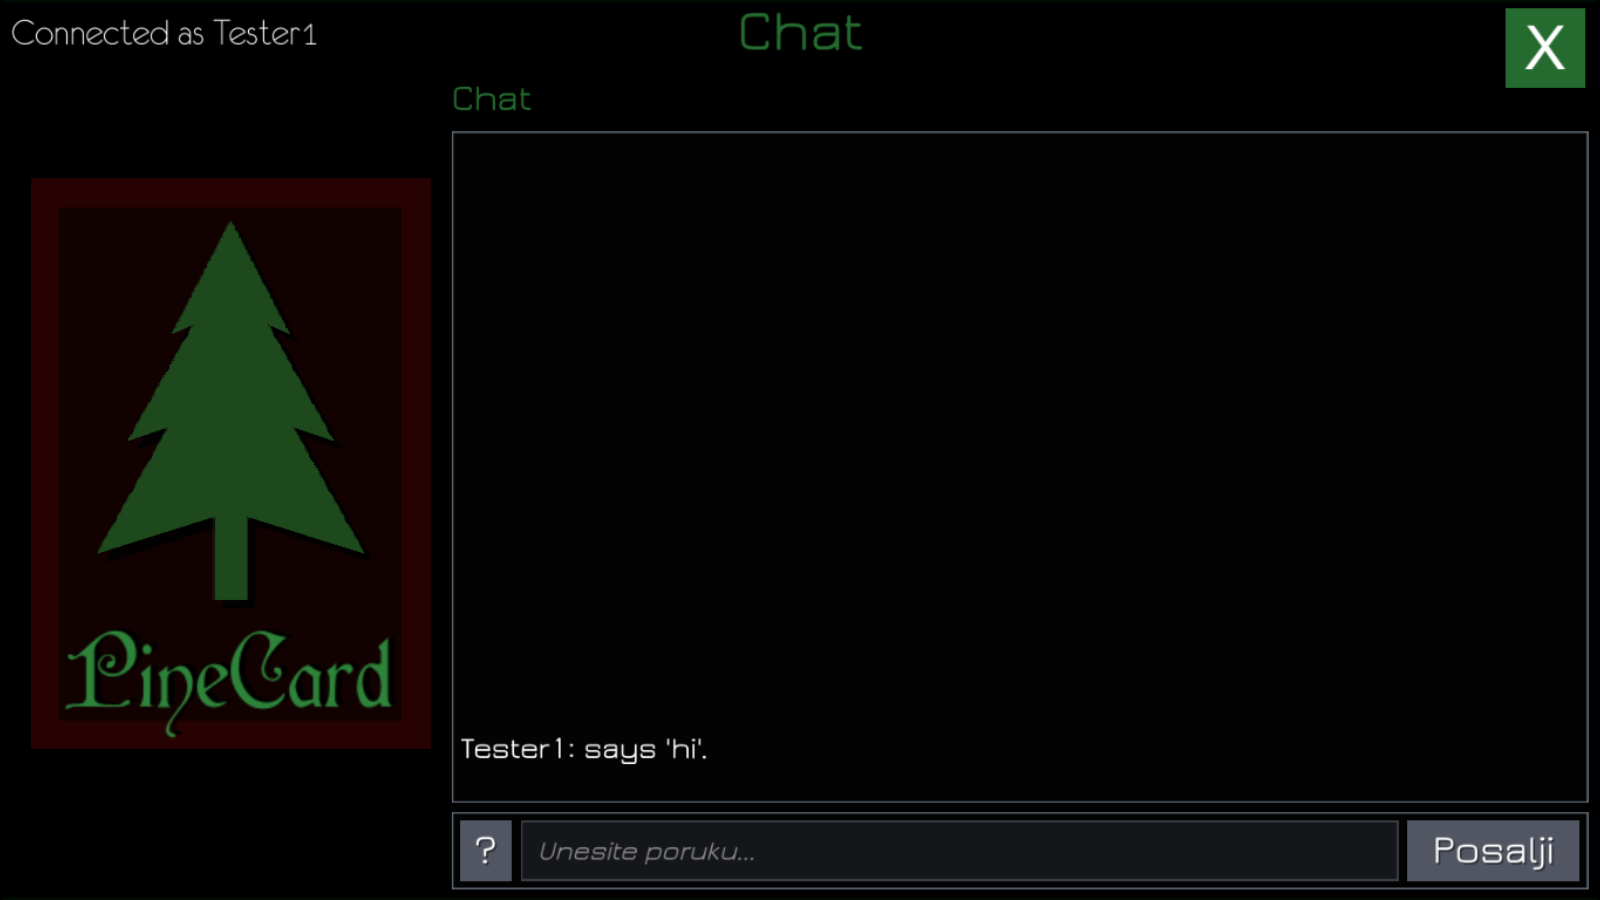 Connected as Tester1
Chat
X
Chat
PineCard
Tester1: says 'hi'.
?
Unesite poruku...
Posalji